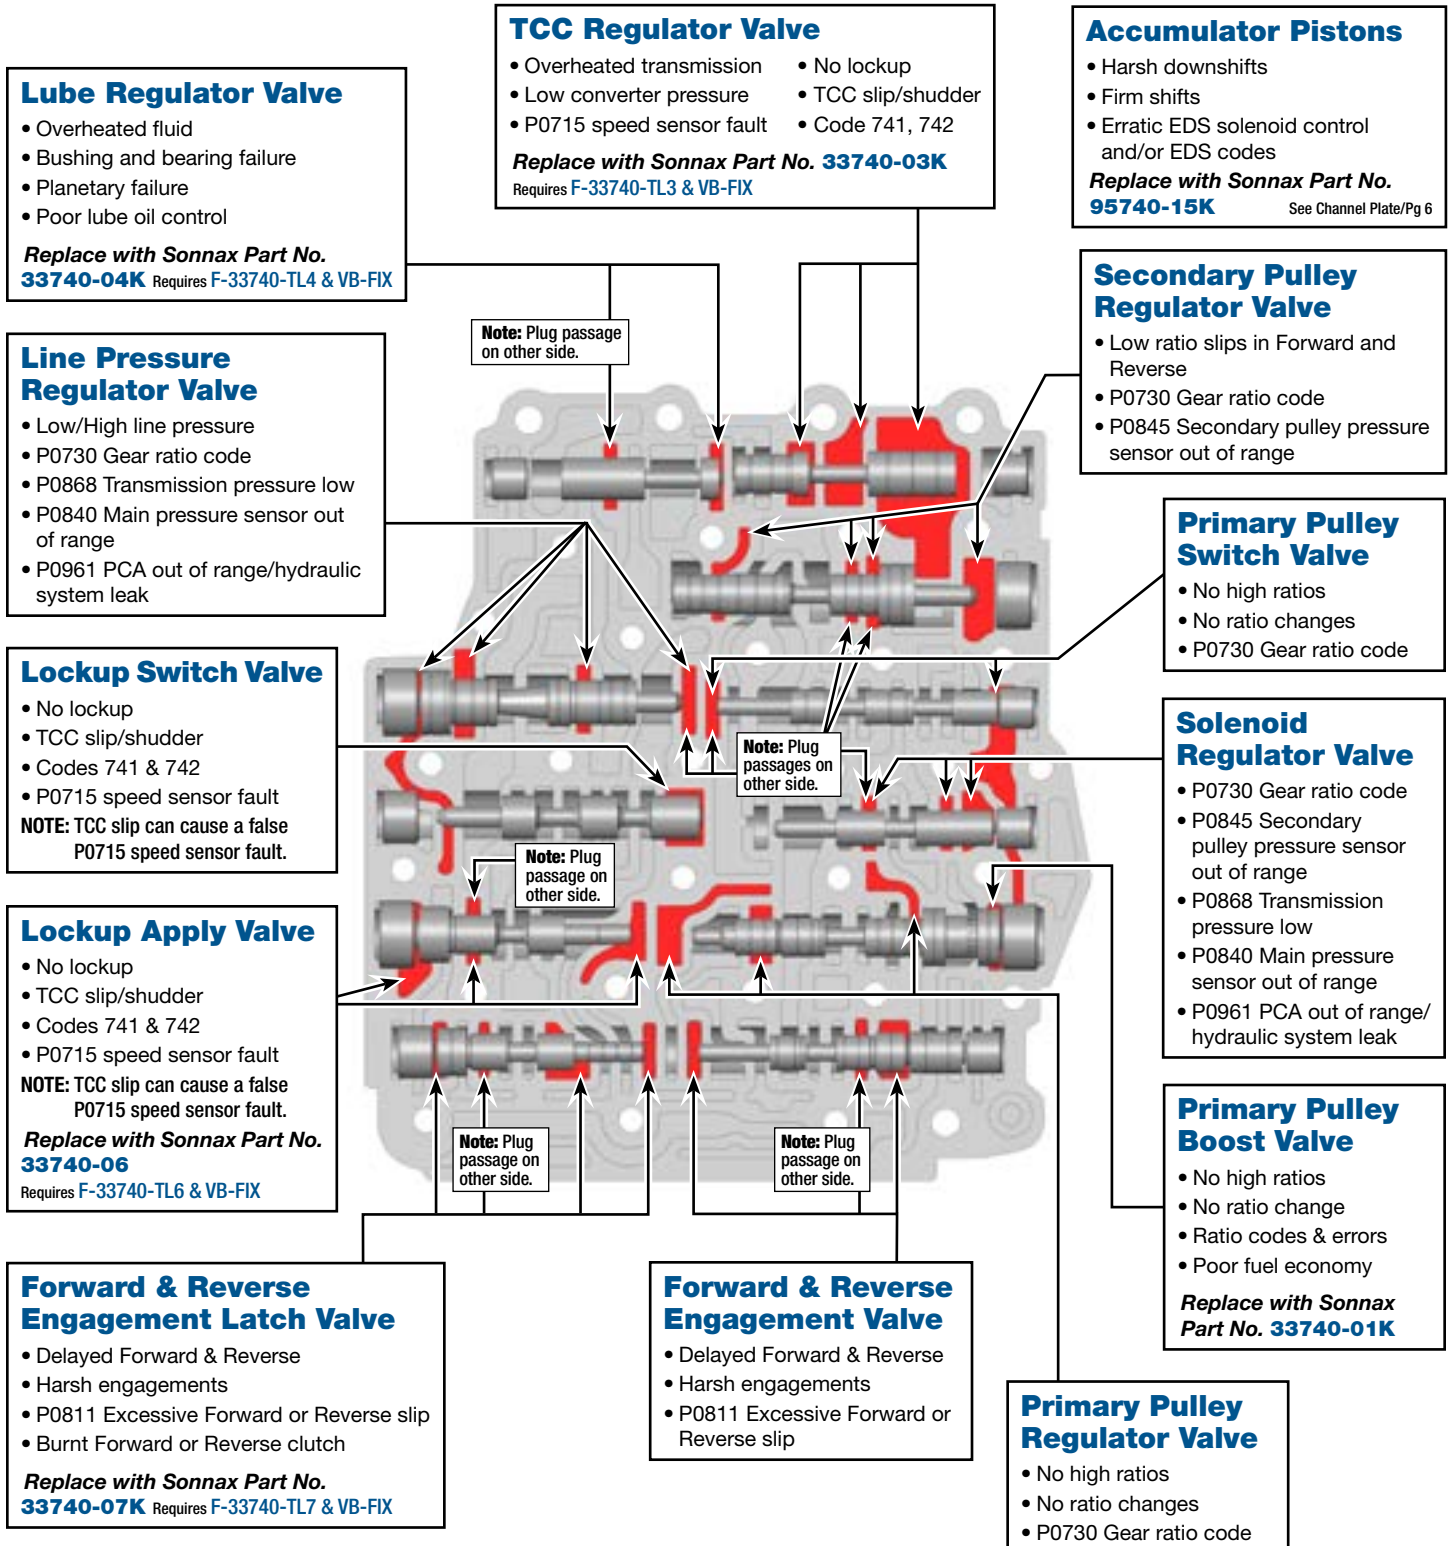 TCC Regulator Valve
• Overheated transmission
• Low converter pressure
• P0715 speed sensor fault
• No lockup
• TCC slip/shudder
• Code 741, 742
Replace with Sonnax Part No. 33740-03K
Requires F-33740-TL3 & VB-FIX
Accumulator Pistons
• Harsh downshifts
• Firm shifts
• Erratic EDS solenoid control
and/or EDS codes
Replace with Sonnax Part No.
95740-15K See Channel Plate/Pg 6
Lube Regulator Valve
• Overheated fluid
• Bushing and bearing failure
• Planetary failure
• Poor lube oil control
Replace with Sonnax Part No.
33740-04K Requires F-33740-TL4 & VB-FIX
Note: Plug passage
on other side.
Secondary Pulley
Regulator Valve
• Low ratio slips in Forward and
Reverse
• P0730 Gear ratio code
• P0845 Secondary pulley pressure
sensor out of range
Line Pressure
Regulator Valve
• Low/High line pressure
• P0730 Gear ratio code
• P0868 Transmission pressure low
• P0840 Main pressure sensor out
of range
• P0961 PCA out of range/hydraulic
system leak
Primary Pulley
Switch Valve
• No high ratios
• No ratio changes
• P0730 Gear ratio code
Lockup Switch Valve
• No lockup
• TCC slip/shudder
• Codes 741 & 742
• P0715 speed sensor fault
NOTE: TCC slip can cause a false
P0715 speed sensor fault.
Note: Plug
passages on
other side.
Solenoid
Regulator Valve
• P0730 Gear ratio code
• P0845 Secondary
pulley pressure sensor
out of range
• P0868 Transmission
pressure low
• P0840 Main pressure
sensor out of range
• P0961 PCA out of range/
hydraulic system leak
Note: Plug
passage on
other side.
Lockup Apply Valve
• No lockup
• TCC slip/shudder
• Codes 741 & 742
• P0715 speed sensor fault
NOTE: TCC slip can cause a false
P0715 speed sensor fault.
Replace with Sonnax Part No.
33740-06
Requires F-33740-TL6 & VB-FIX
Note: Plug
passage on
other side.
Note: Plug
passage on
other side.
Primary Pulley
Boost Valve
• No high ratios
• No ratio change
• Ratio codes & errors
• Poor fuel economy
Replace with Sonnax
Part No. 33740-01K
Forward & Reverse
Engagement Latch Valve
• Delayed Forward & Reverse
• Harsh engagements
• P0811 Excessive Forward or Reverse slip
• Burnt Forward or Reverse clutch
Replace with Sonnax Part No.
33740-07K Requires F-33740-TL7 & VB-FIX
Forward & Reverse
Engagement Valve
• Delayed Forward & Reverse
• Harsh engagements
• P0811 Excessive Forward or
Reverse slip
Primary Pulley
Regulator Valve
• No high ratios
• No ratio changes
• P0730 Gear ratio code